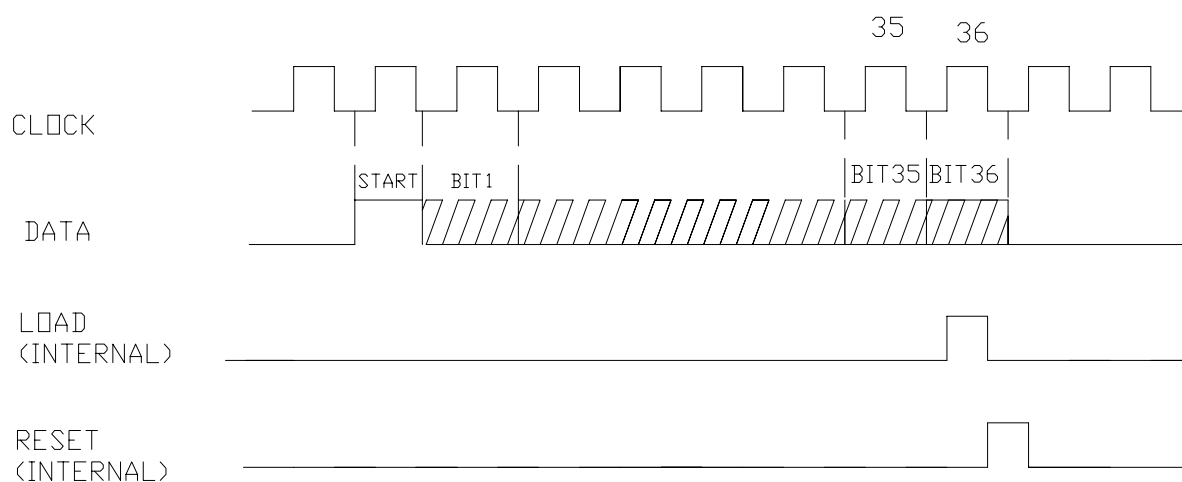 35 36
CLOCK
START BIT1 BIT35 BIT36
DATA
LOAD
(INTERNAL)
RESET
(INTERNAL)